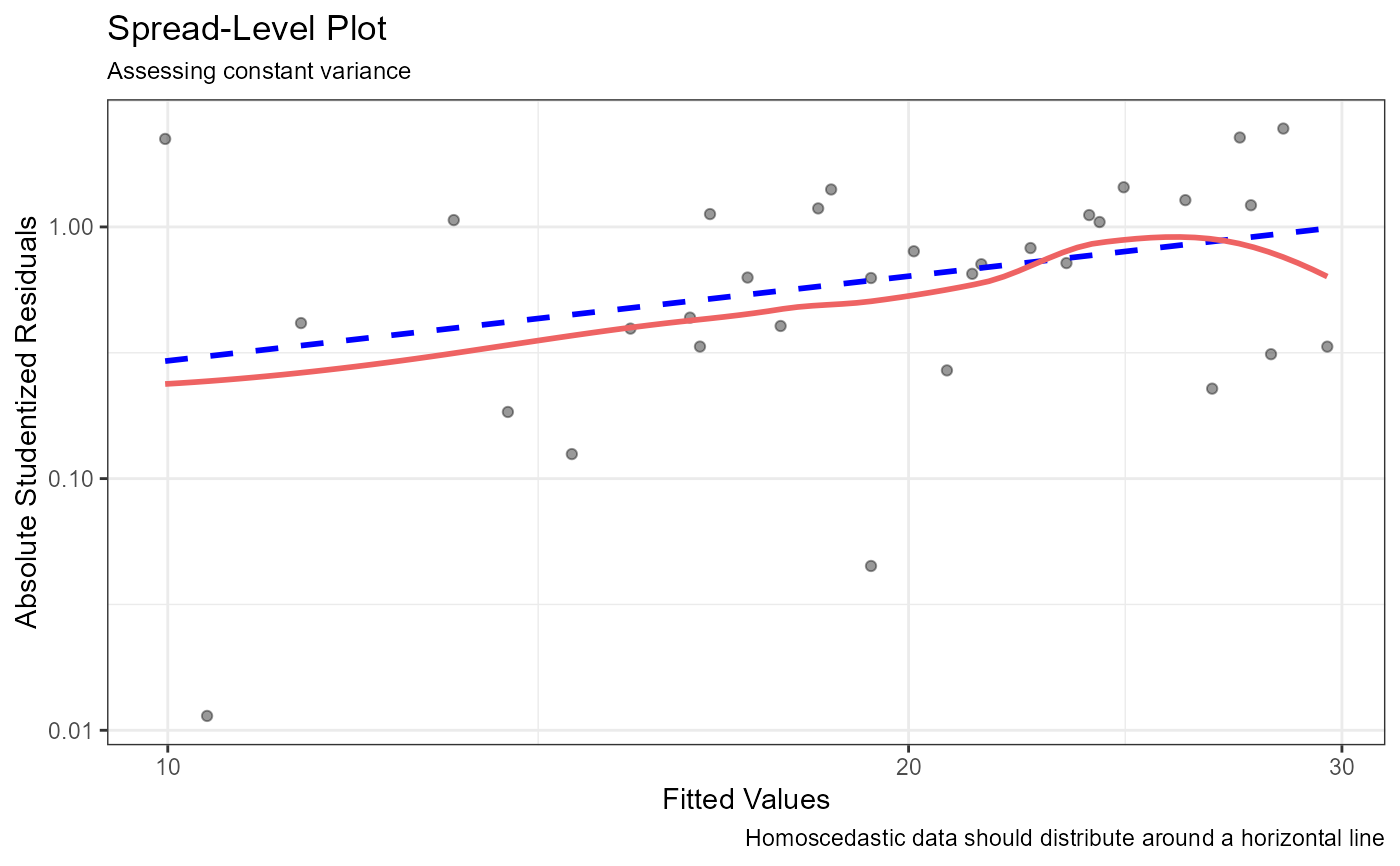 Spread-Level Plot
Assessing constant variance
Absolute Studentized Residuals
1.00
0.10
0.01
10
20
30
Fitted Values
Homoscedastic data should distribute around a horizontal line